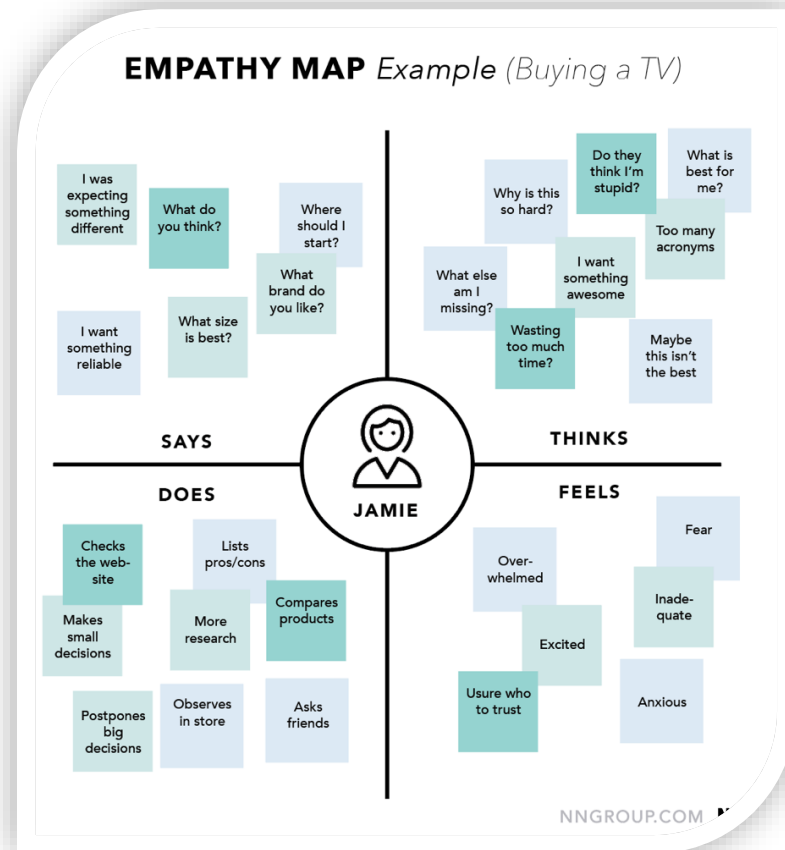 EMPATHY MAP Example (Buying a TV)
I was
expecting
something
different
What do
you think?
Where
should I
start?
What
brand do
you like?
I want
something
reliable
What size
is best?
SAYS
Why is this
so hard?
Do they
think I'm
stupid?
What is
best for
me?
Too many
acronyms
What else
am I
missing?
I want
something
awesome
Wasting
too much
time?
Maybe
this isn't
the best
THINKS
JAMIE
DOES
Checks
the web-
site
Lists
pros/cons
Makes
small
decisions
More
research
Compares
products
Postpones
big
decisions
Observes
in store
Asks
friends
FEELS
Over-
whelmed
Fear
Excited
Inade-
quate
Usure who
to trust
Anxious
NNGROUP.COM